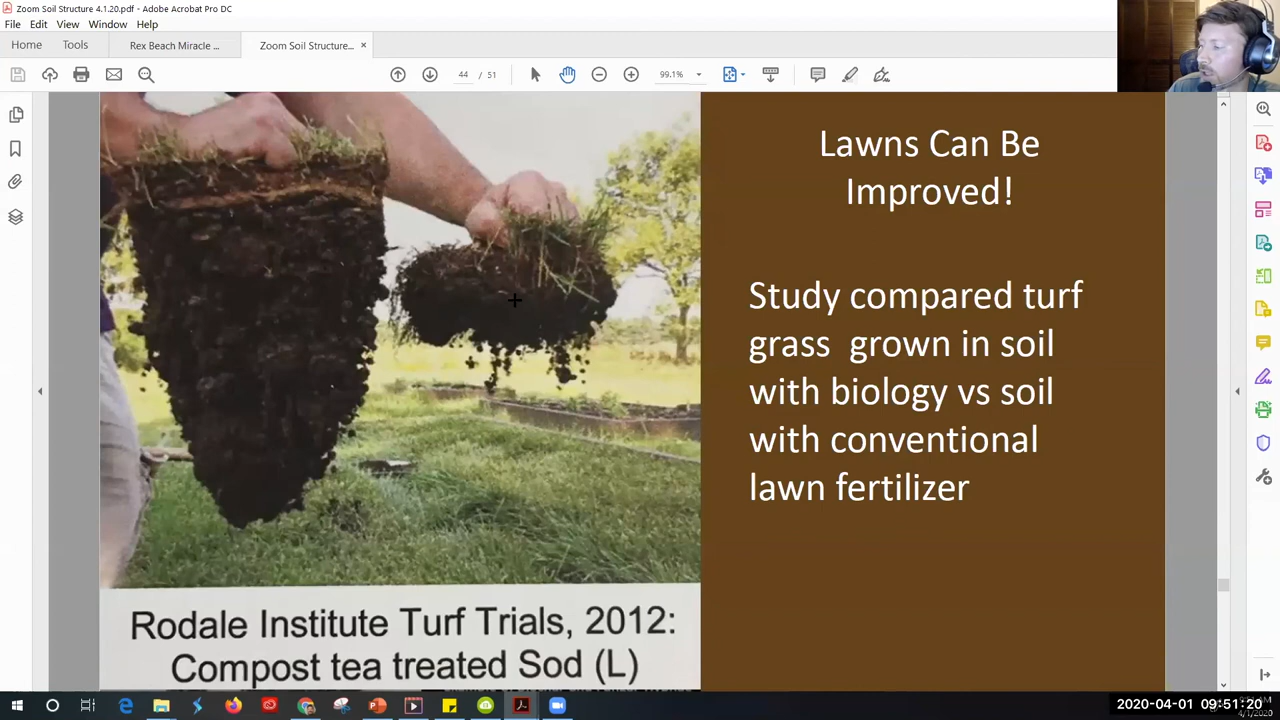 Zoom Soil Structure 4.1.20.pdf - Adobe Acrobat Pro DC
File Edit View Window Help
Home Tools Rex Beach Miracle ... Zoom Soil Structure... ×
44 / 51 99.1%
Lawns Can Be
Improved!
Study compared turf
grass grown in soil
with biology vs soil
with conventional
lawn fertilizer
Rodale Institute Turf Trials, 2012:
Compost tea treated Sod (L)
2020-04-01 09:51:20
4/1/2020